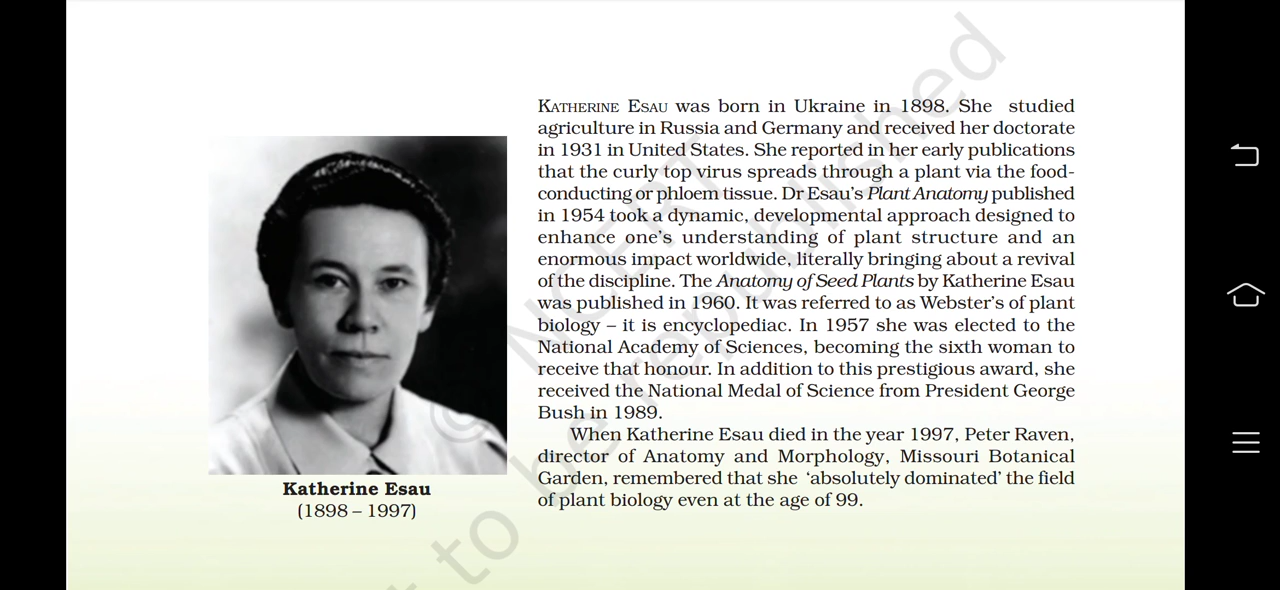 KATHERINE ESAU was born in Ukraine in 1898. She studied
agriculture in Russia and Germany and received her doctorate
in 1931 in United States. She reported in her early publications
that the curly top virus spreads through a plant via the food-
conducting or phloem tissue. Dr Esau’s Plant Anatomy published
in 1954 took a dynamic, developmental approach designed to
enhance one’s understanding of plant structure and an
enormous impact worldwide, literally bringing about a revival
of the discipline. The Anatomy of Seed Plants by Katherine Esau
was published in 1960. It was referred to as Webster’s of plant
biology – it is encyclopediac. In 1957 she was elected to the
National Academy of Sciences, becoming the sixth woman to
receive that honour. In addition to this prestigious award, she
received the National Medal of Science from President George
Bush in 1989.
When Katherine Esau died in the year 1997, Peter Raven,
director of Anatomy and Morphology, Missouri Botanical
Garden, remembered that she ‘absolutely dominated’ the field
of plant biology even at the age of 99.
Katherine Esau
(1898 – 1997)
© NCERT
to be republished